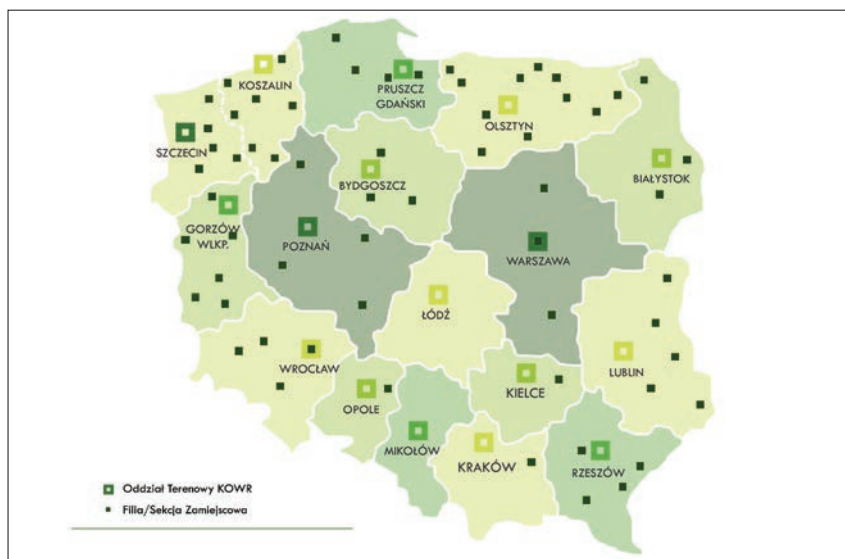 KOSZALIN
PRUSZCZ
GDAŃSKI
OLSZTYN
SZCZECIN
BIAŁYSTOK
BYDGOSZCZ
GORZÓW
WLKP.
POZNAŃ
WARSZAWA
ŁÓDŹ
WROCŁAW
LUBLIN
OPOLE
KIELCE
MIKOŁÓW
KRAKÓW
RZESZÓW
Oddział Terenowy KOWR
Filia/Sekcja Zamiejscowa